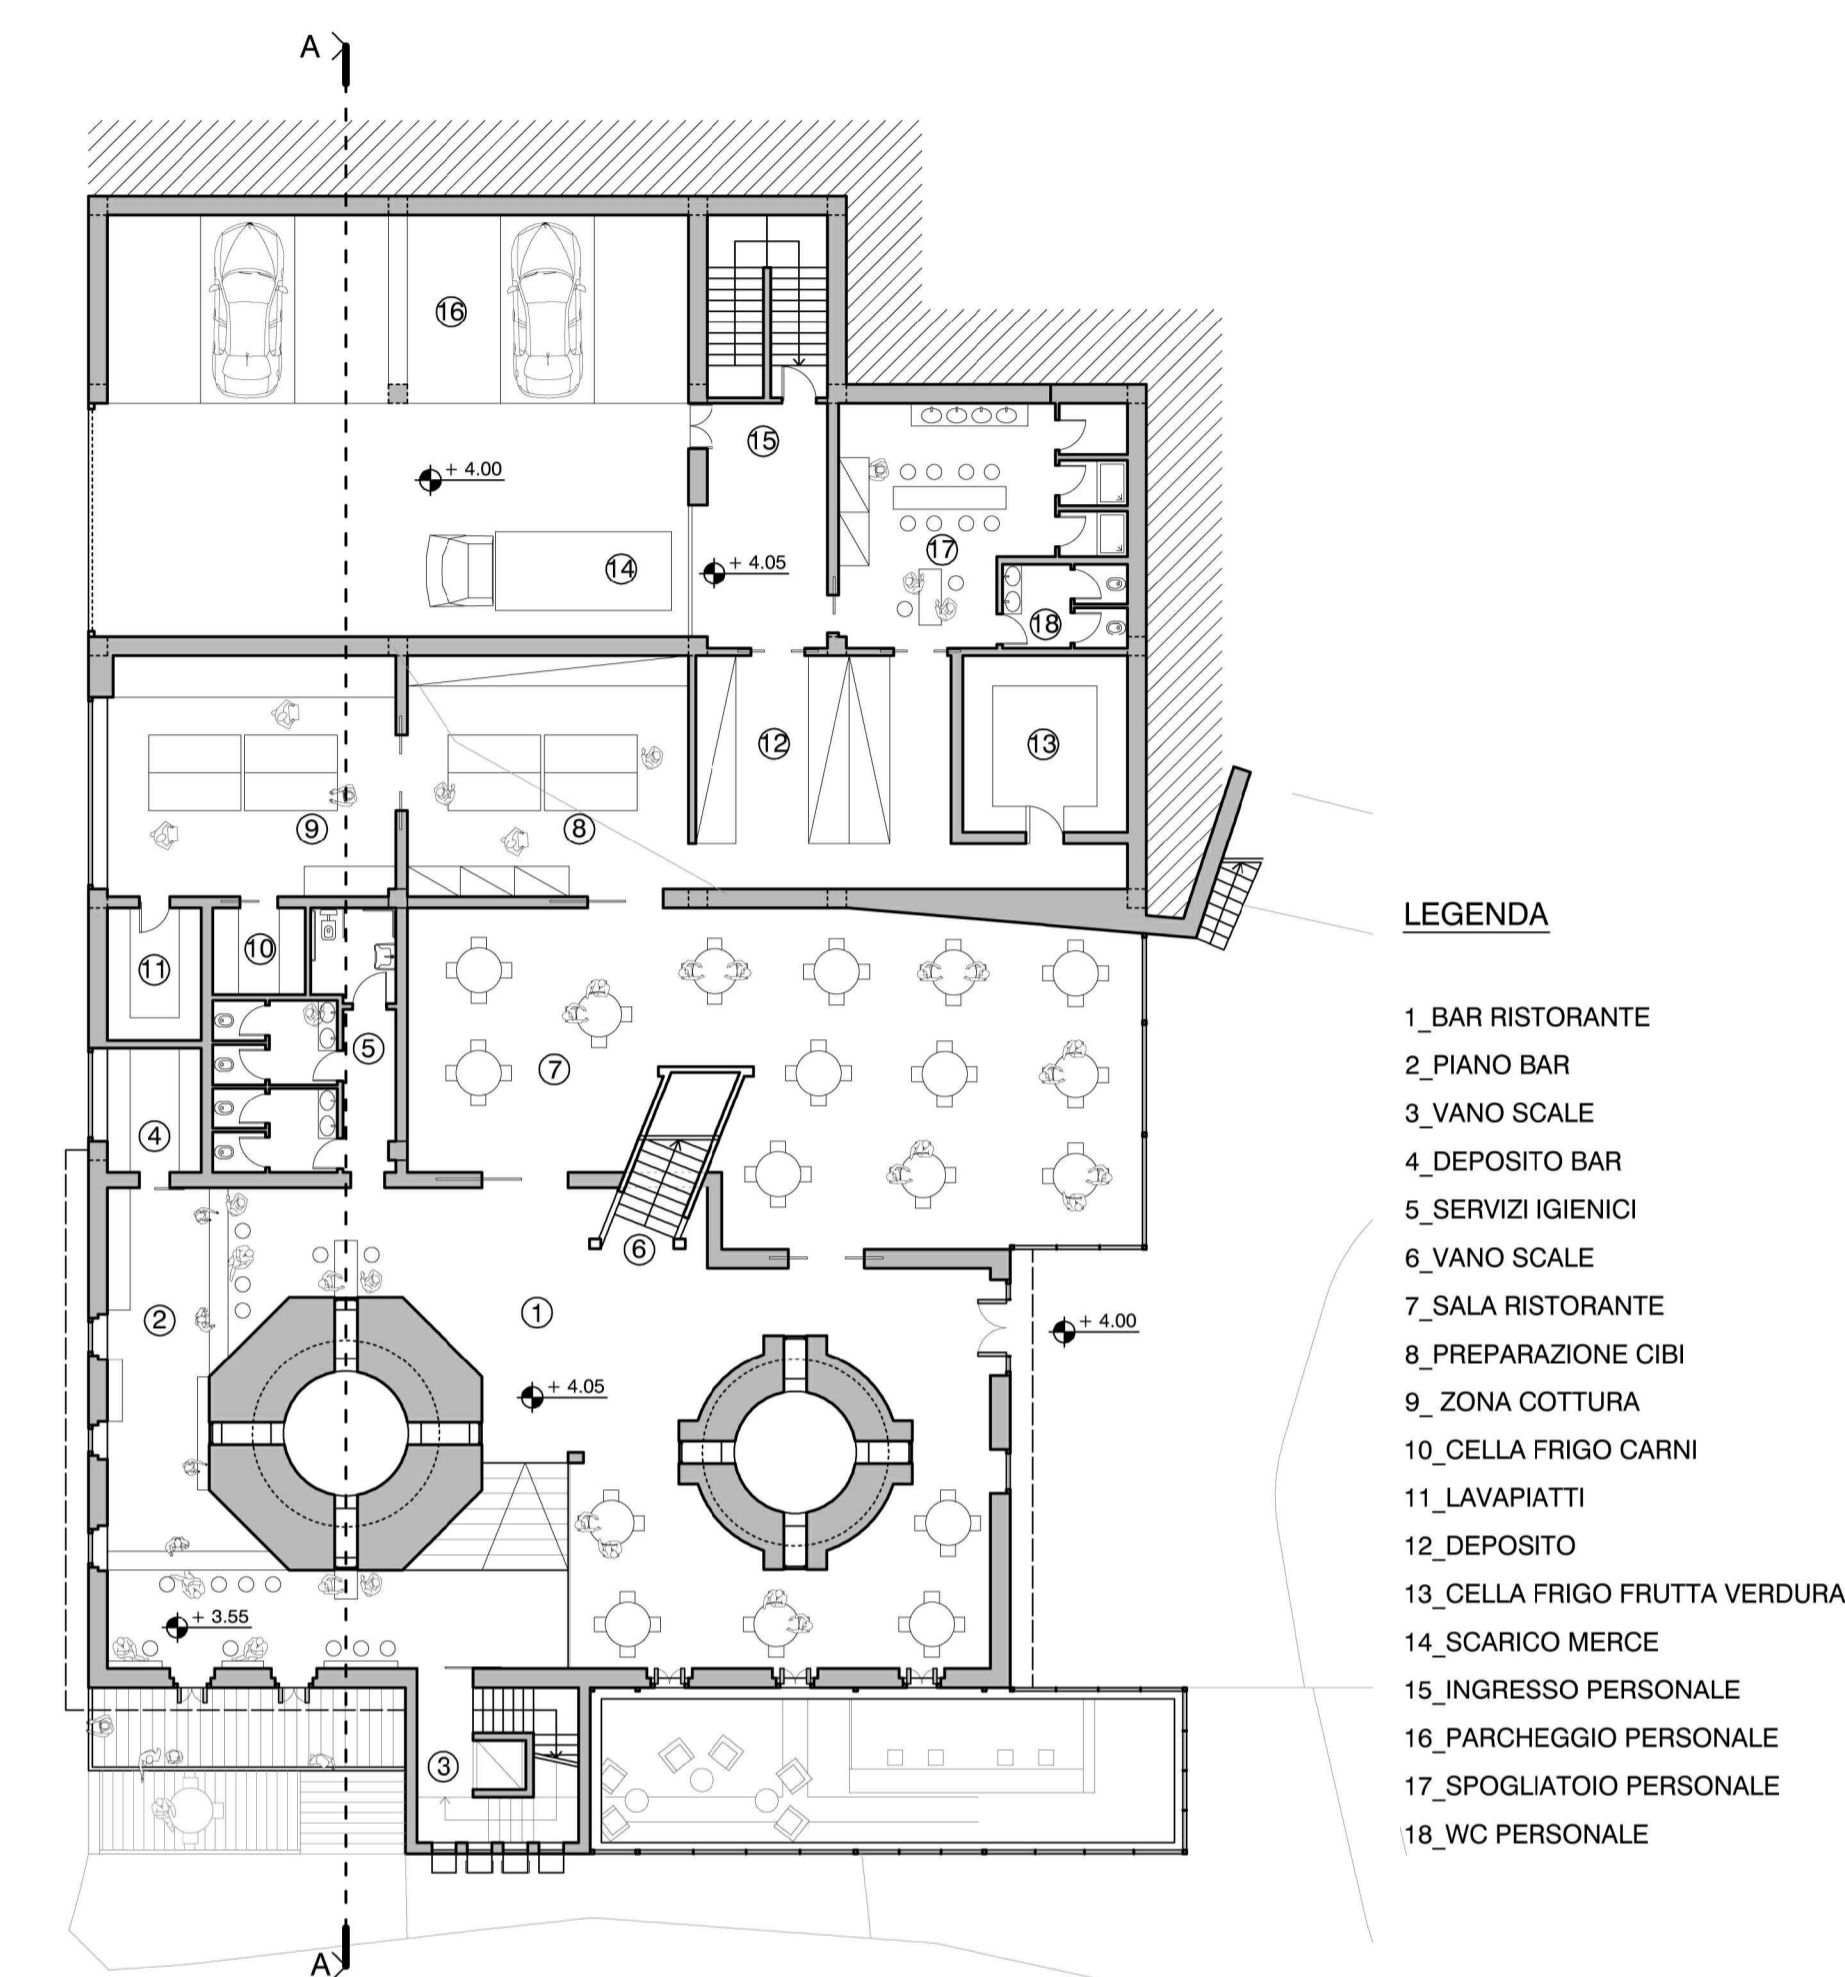 A
16
15
+ 4.00
+ 4.05
14
17
18
12
13
9
8
10
11
5
7
4
6
2
1
+ 4.00
+ 4.05
+ 3.55
3
A
LEGENDA
1_BAR RISTORANTE
2_PIANO BAR
3_VANO SCALE
4_DEPOSITO BAR
5_SERVIZI IGIENICI
6_VANO SCALE
7_SALA RISTORANTE
8_PREPARAZIONE CIBI
9_ ZONA COTTURA
10_CELLA FRIGO CARNI
11_LAVAPIATTI
12_DEPOSITO
13_CELLA FRIGO FRUTTA VERDURA
14_SCARICO MERCE
15_INGRESSO PERSONALE
16_PARCHEGGIO PERSONALE
17_SPOGLIATOIO PERSONALE
18_WC PERSONALE